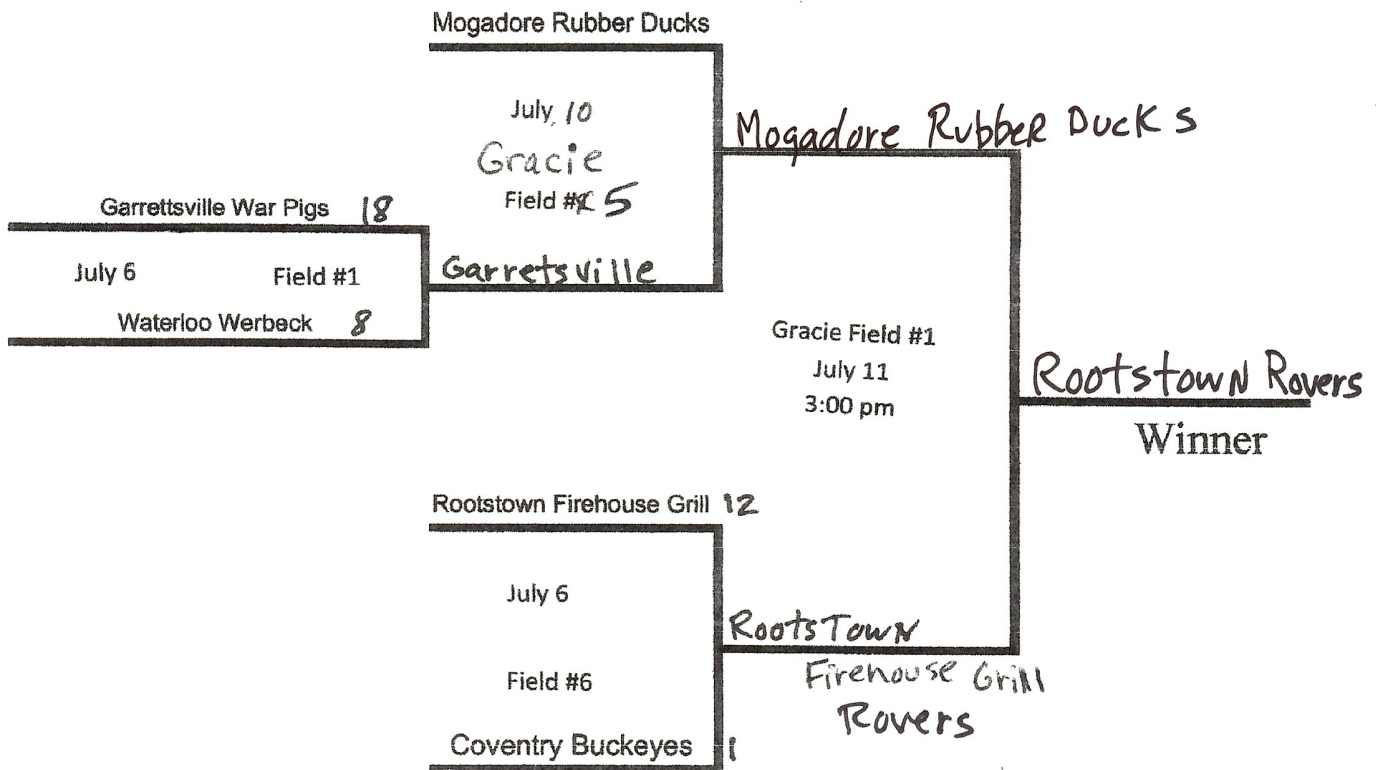 Mogadore Rubber Ducks
July 10
Gracie
Field # 5
Mogadore Rubber Ducks
Garrettsville War Pigs 18
July 6 Field #1
Waterloo Werbeck 8
Garretsville
Gracie Field #1
July 11
3:00 pm
Rootstown Rovers
Winner
Rootstown Firehouse Grill 12
July 6
Field #6
Coventry Buckeyes 1
RootsTown
Firehouse Grill
Rovers